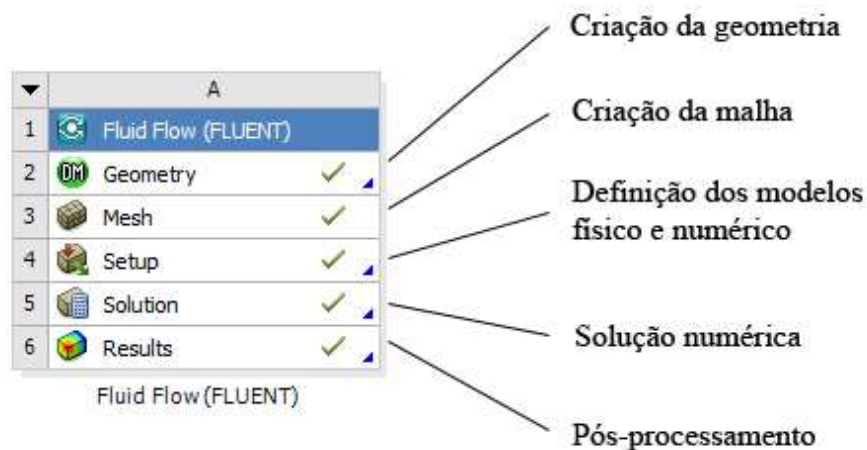 A
1 Fluid Flow (FLUENT)
2 DM Geometry
3 Mesh
4 Setup
5 Solution
6 Results
Fluid Flow (FLUENT)
Criação da geometria
Criação da malha
Definição dos modelos
físico e numérico
Solução numérica
Pós-processamento